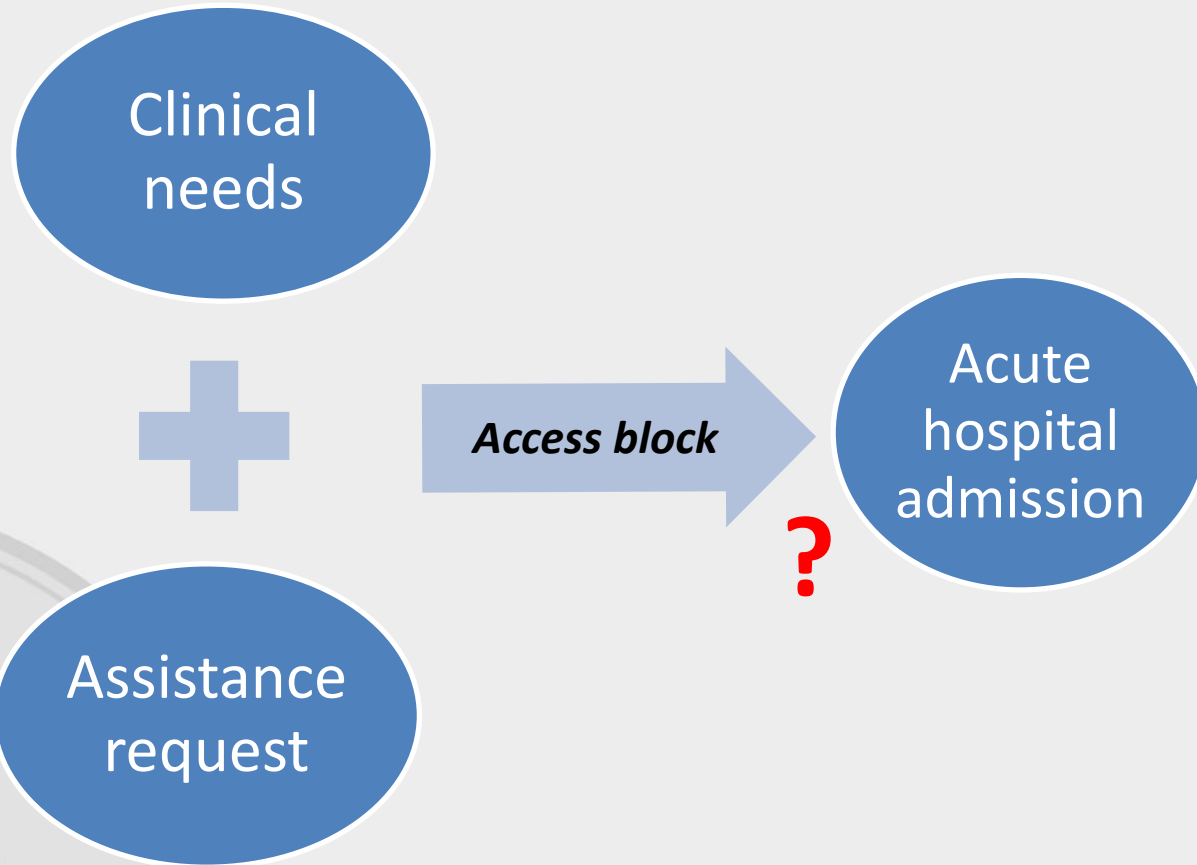 Clinical
needs
Assistance
request
Access block
?
Acute
hospital
admission